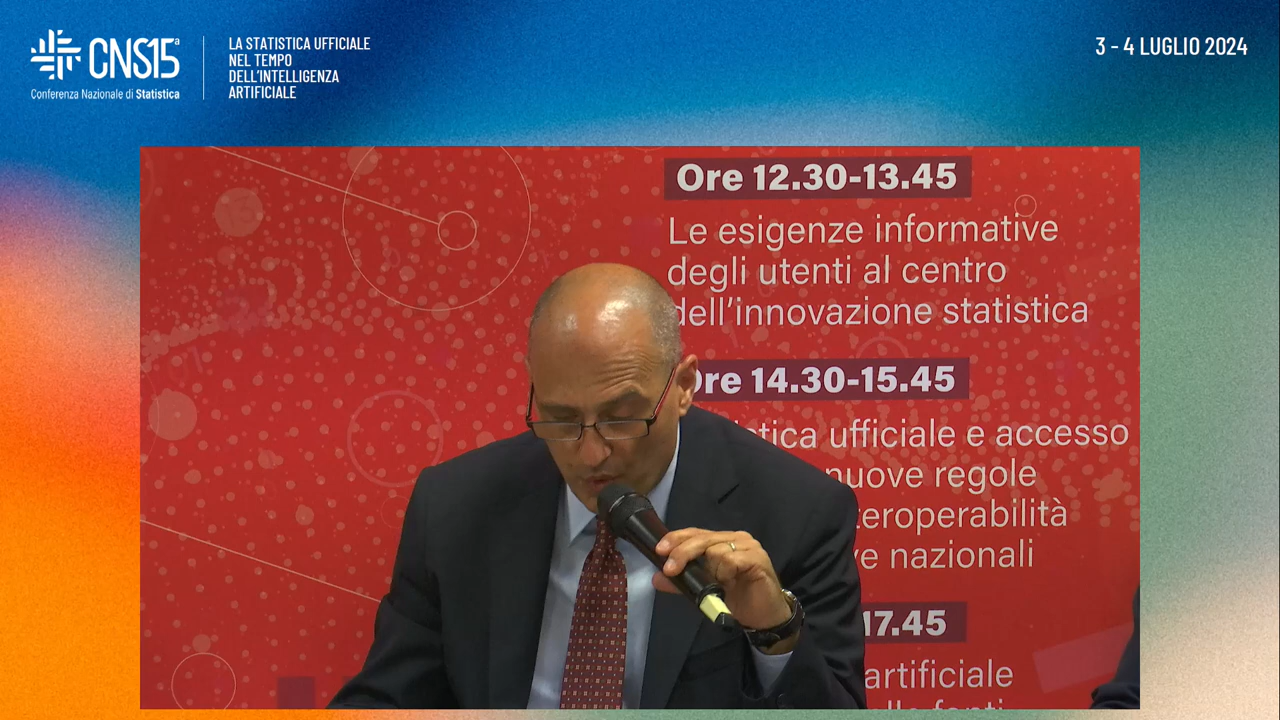 CNS15ª
Conferenza Nazionale di Statistica
LA STATISTICA UFFICIALE
NEL TEMPO
DELL'INTELLIGENZA
ARTIFICIALE
3 - 4 LUGLIO 2024
Ore 12.30-13.45
Le esigenze informative
degli utenti al centro
dell'innovazione statistica
Ore 14.30-15.45
ufficiale e accesso
nuove regole
nazionali
17.45
artificiale